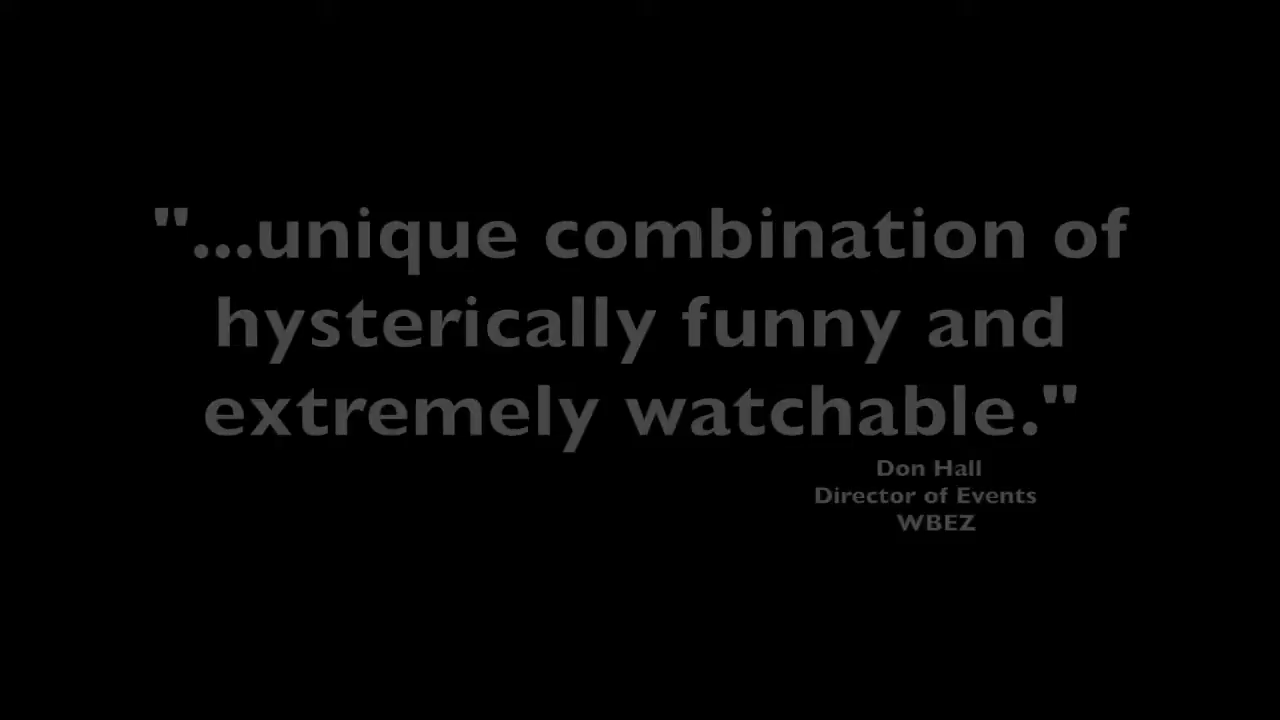 "...unique combination of
hysterically funny and
extremely watchable."
Don Hall
Director of Events
WBEZ